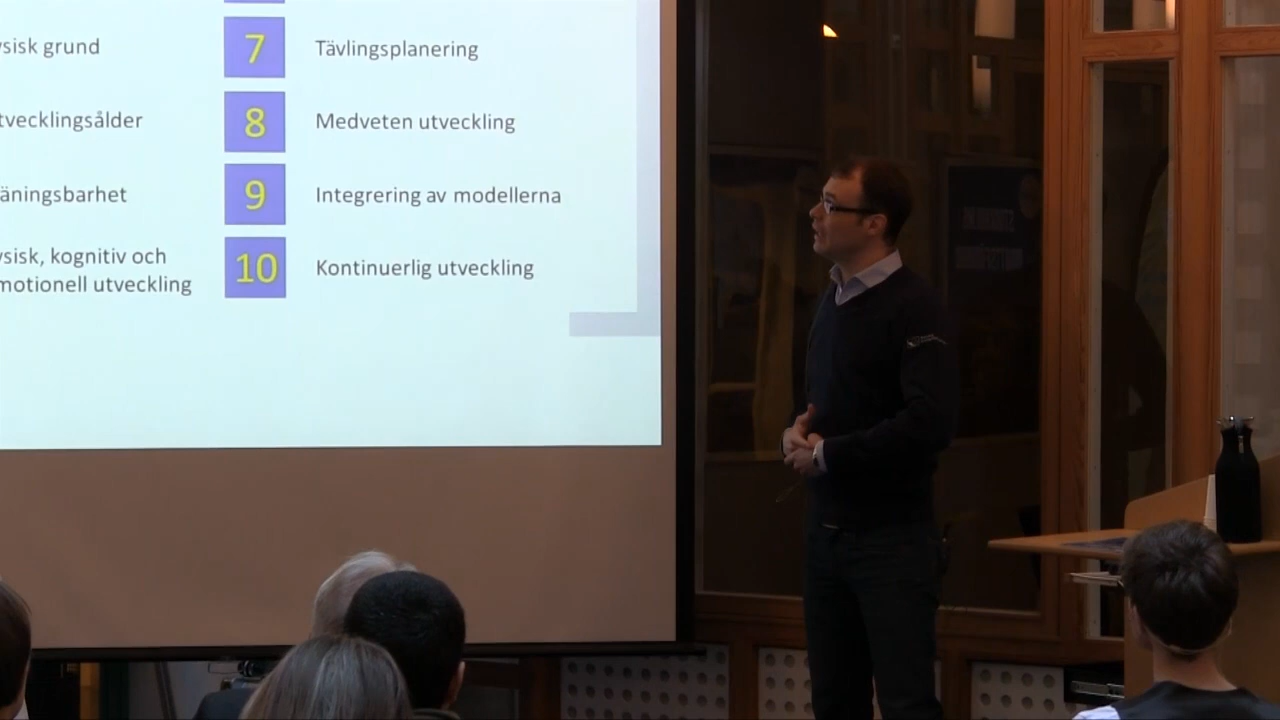 ysisk grund
7
Tävlingsplanering
tvecklingsålder
8
Medveten utveckling
äningsbarhet
9
Integrering av modellerna
ysisk, kognitiv och
motionell utveckling
10
Kontinuerlig utveckling